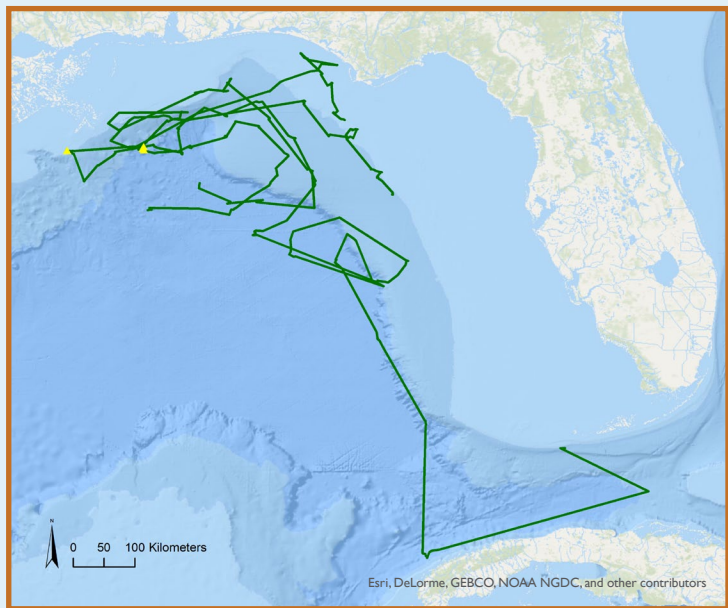 N
0 50 100 Kilometers
Esri, DeLorme, GEBCO, NOAA NGDC, and other contributors